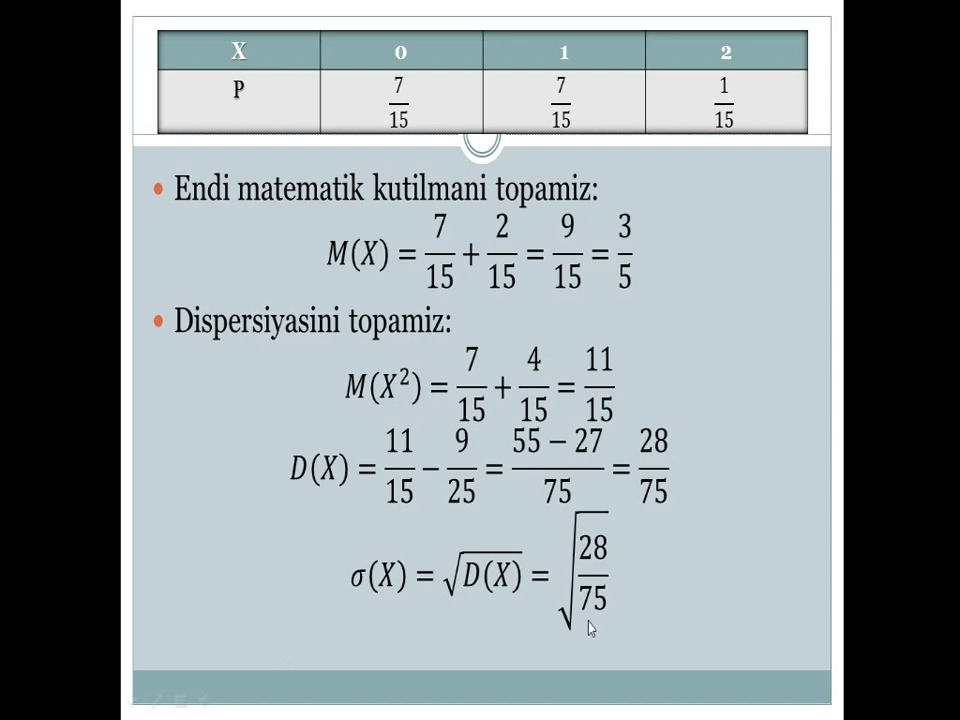 X 0 1 2
P 7/15 7/15 1/15
• Endi matematik kutilmani topamiz:
M(X) = 7/15 + 2/15 = 9/15 = 3/5
• Dispersiyasini topamiz:
M(X²) = 7/15 + 4/15 = 11/15
D(X) = 11/15 − 9/25 = (55 − 27)/75 = 28/75
σ(X) = √D(X) = √(28/75)